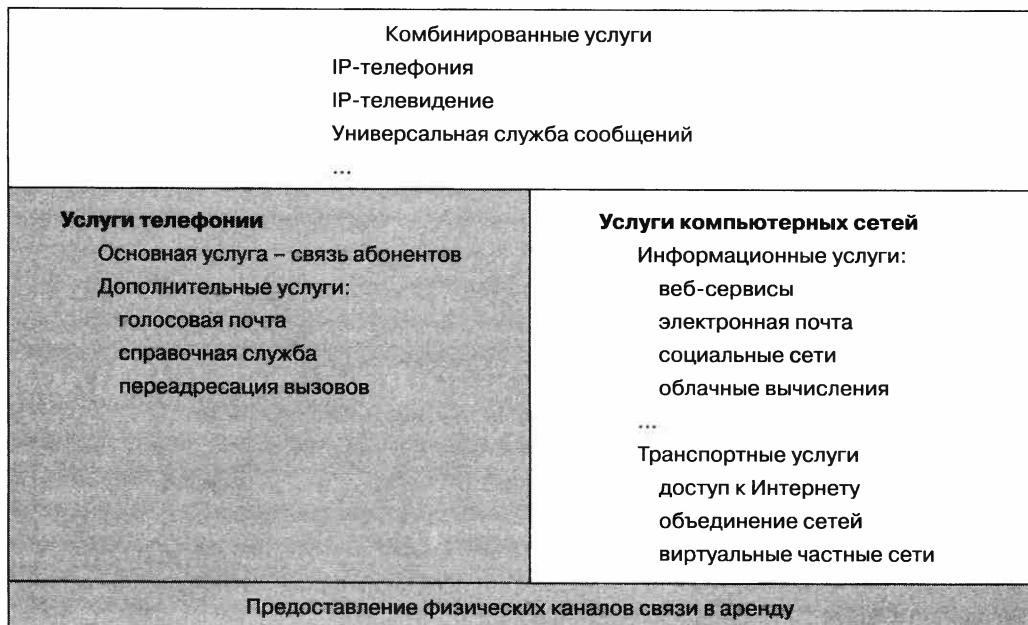 Комбинированные услуги
IP-телефония
IP-телевидение
Универсальная служба сообщений
...
Услуги телефонии
Основная услуга – связь абонентов
Дополнительные услуги:
голосовая почта
справочная служба
переадресация вызовов
Услуги компьютерных сетей
Информационные услуги:
веб-сервисы
электронная почта
социальные сети
облачные вычисления
...
Транспортные услуги
доступ к Интернету
объединение сетей
виртуальные частные сети
Предоставление физических каналов связи в аренду